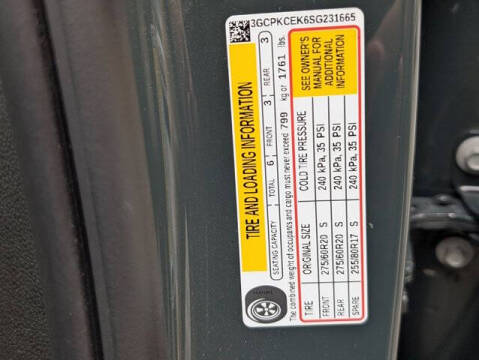 3GCPKCEK6SG231665
TIRE AND LOADING INFORMATION
SEATING CAPACITY TOTAL 6 FRONT 3 REAR 3
The combined weight of occupants and cargo must never exceed 799 kg or 1761 lbs.
TIRE ORIGINAL SIZE COLD TIRE PRESSURE
FRONT 275/60R20 S 240 kPa, 35 PSI
REAR 275/60R20 S 240 kPa, 35 PSI
SPARE 255/80R17 S 240 kPa, 35 PSI
SEE OWNER'S
MANUAL FOR
ADDITIONAL
INFORMATION